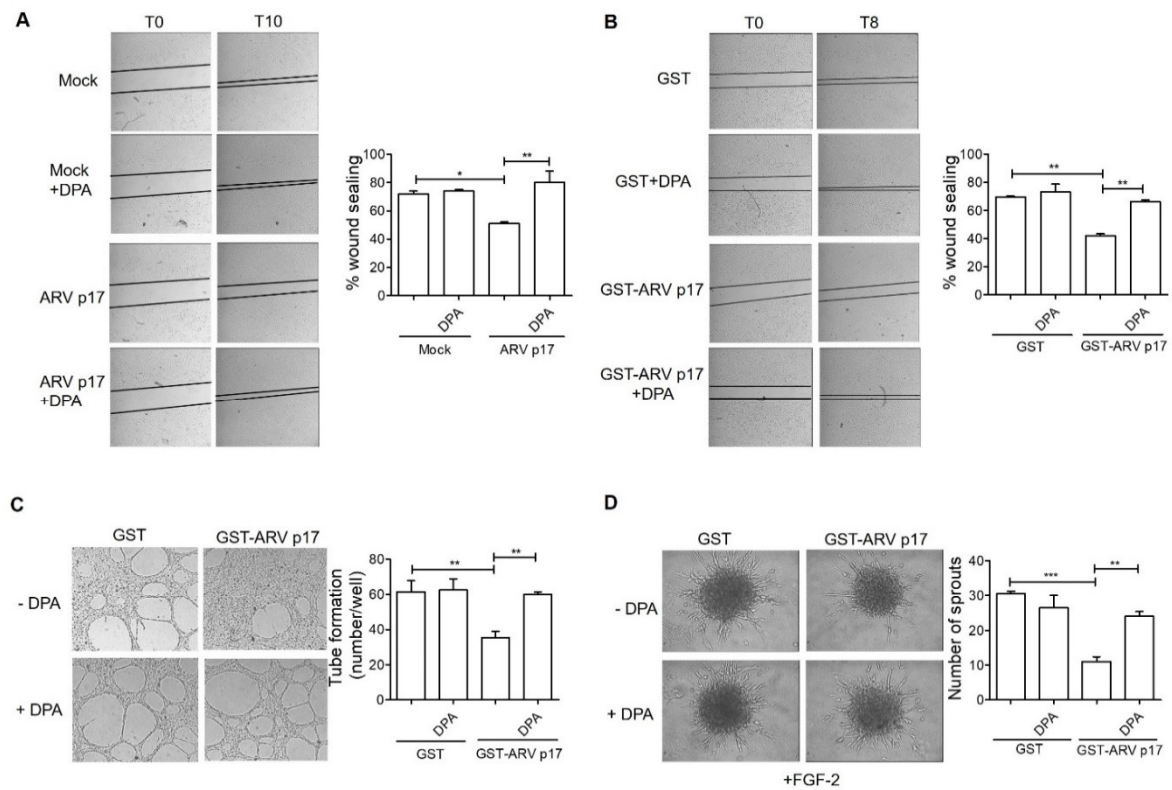 A
T0 T10
Mock
Mock
+DPA
ARV p17
ARV p17
+DPA
% wound sealing
100
80
60
40
20
0
* **
DPA DPA
Mock ARV p17
B
T0 T8
GST
GST+DPA
GST-ARV p17
GST-ARV p17
+DPA
% wound sealing
100
80
60
40
20
0
** **
DPA DPA
GST GST-ARV p17
C
GST GST-ARV p17
- DPA
+ DPA
Tube formation
(number/well)
80
60
40
20
0
** **
DPA DPA
GST GST-ARV p17
D
GST GST-ARV p17
- DPA
+ DPA
+FGF-2
Number of sprouts
40
30
20
10
0
*** **
DPA DPA
GST GST-ARV p17